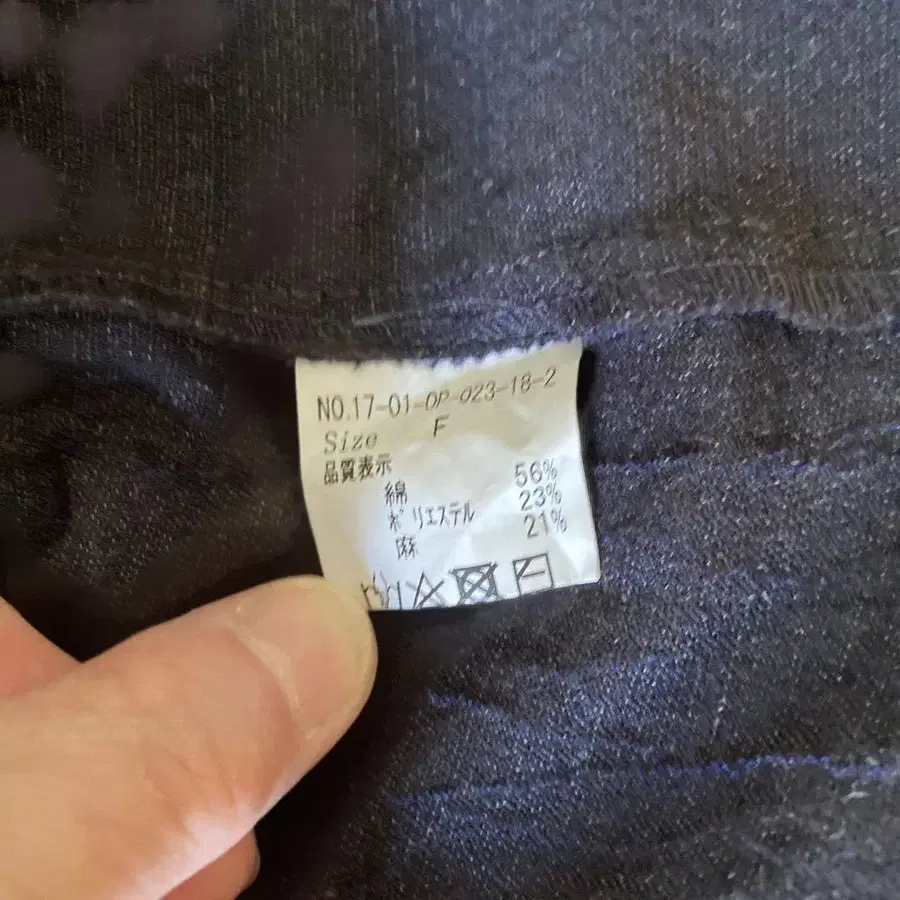 NO.17-01-OP-023-18-2
Size F
品質表示
綿 56%
ポリエステル 23%
麻 21%